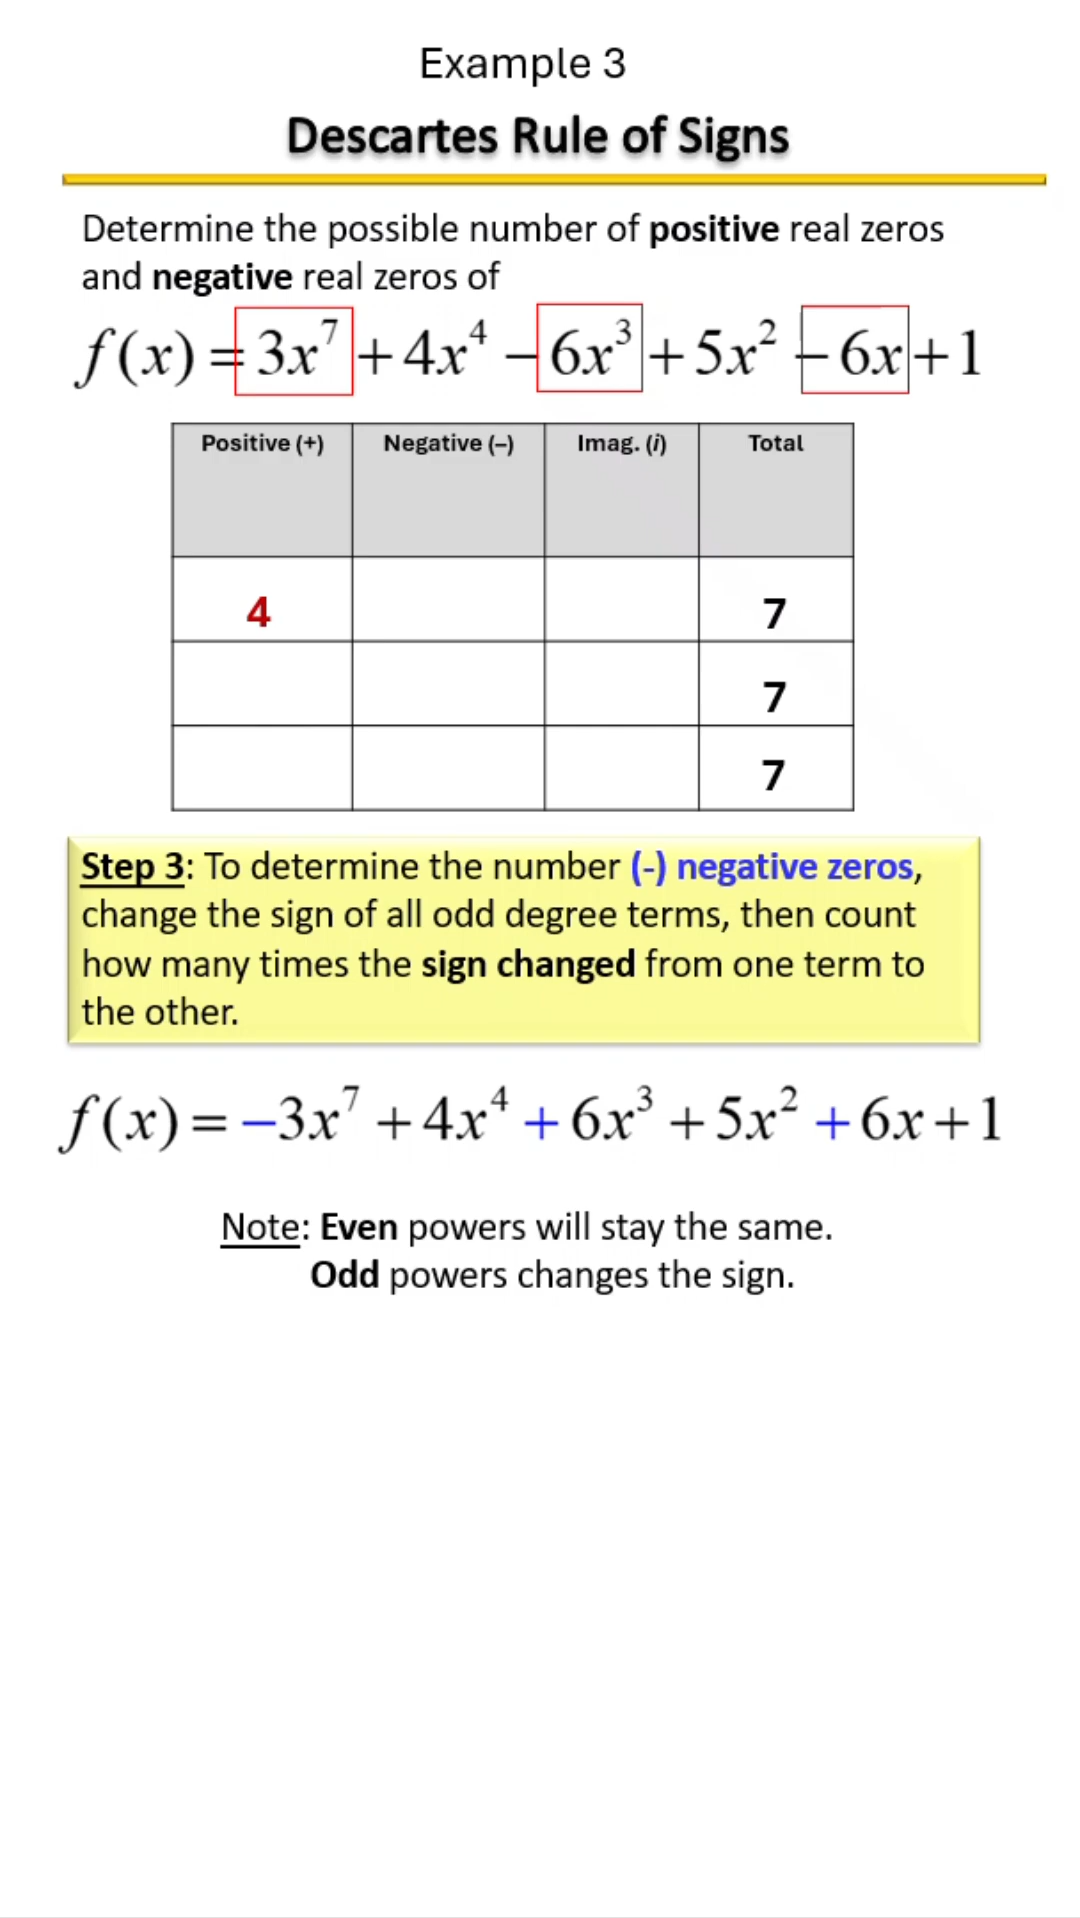 Example 3
Descartes Rule of Signs
Determine the possible number of positive real zeros
and negative real zeros of
f(x) = 3x⁷ + 4x⁴ – 6x³ + 5x² – 6x + 1
Positive (+) Negative (–) Imag. (i) Total
4 7
7
7
Step 3: To determine the number (-) negative zeros,
change the sign of all odd degree terms, then count
how many times the sign changed from one term to
the other.
f(x) = –3x⁷ + 4x⁴ + 6x³ + 5x² + 6x + 1
Note: Even powers will stay the same.
Odd powers changes the sign.